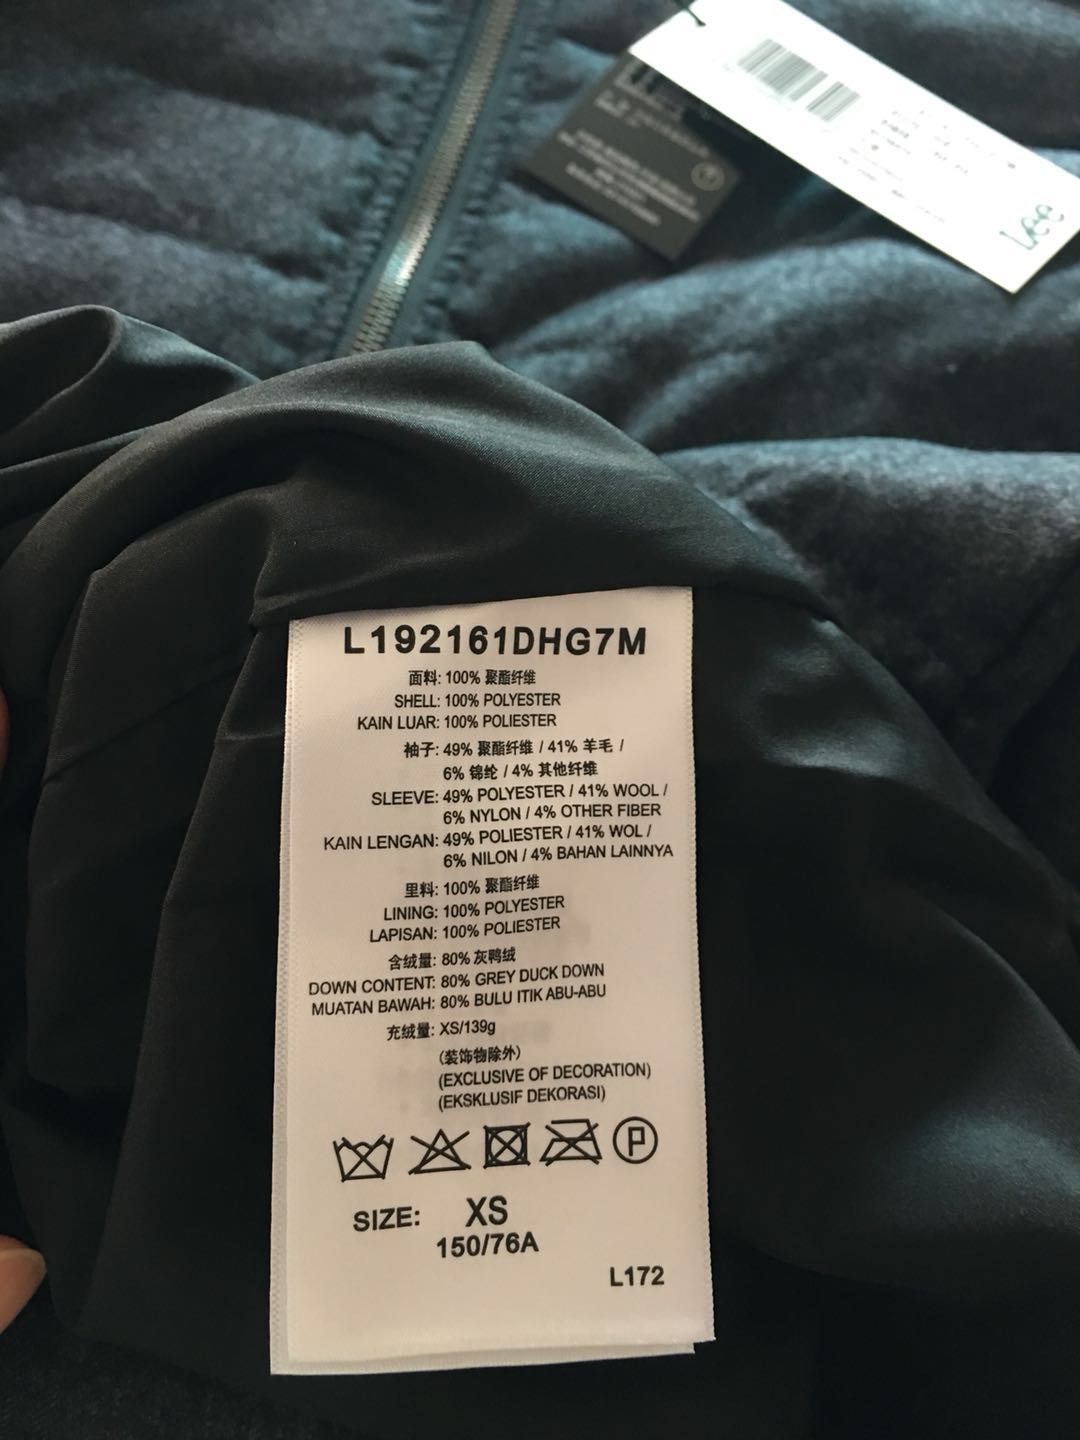 Lee
L192161DHG7M
面料: 100% 聚酯纤维
SHELL: 100% POLYESTER
KAIN LUAR: 100% POLIESTER
袖子: 49% 聚酯纤维 / 41% 羊毛 /
6% 锦纶 / 4% 其他纤维
SLEEVE: 49% POLYESTER / 41% WOOL /
6% NYLON / 4% OTHER FIBER
KAIN LENGAN: 49% POLIESTER / 41% WOL /
6% NILON / 4% BAHAN LAINNYA
里料: 100% 聚酯纤维
LINING: 100% POLYESTER
LAPISAN: 100% POLIESTER
含绒量: 80% 灰鸭绒
DOWN CONTENT: 80% GREY DUCK DOWN
MUATAN BAWAH: 80% BULU ITIK ABU-ABU
充绒量: XS/139g
(装饰物除外)
(EXCLUSIVE OF DECORATION)
(EKSKLUSIF DEKORASI)
P
SIZE: XS
150/76A
L172